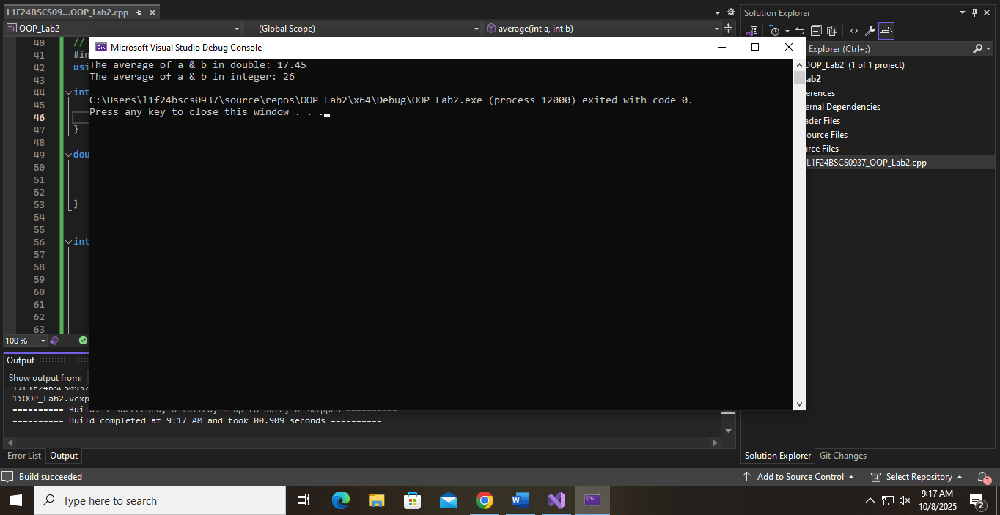 L1F24BSCS09...OOP_Lab2.cpp
OOP_Lab2
(Global Scope)
average(int a, int b)
40 //
41 #in
42 usi
43
44 int
45
46
47 }
48
49 dou
50
51
52
53 }
54
55
56 int
57
58
59
60
61
62
63
Microsoft Visual Studio Debug Console
The average of a & b in double: 17.45
The average of a & b in integer: 26
C:\Users\l1f24bscs0937\source\repos\OOP_Lab2\x64\Debug\OOP_Lab2.exe (process 12000) exited with code 0.
Press any key to close this window . . .
Solution Explorer
Explorer (Ctrl+;)
OOP_Lab2' (1 of 1 project)
ab2
erences
ernal Dependencies
ader Files
ource Files
urce Files
L1F24BSCS0937_OOP_Lab2.cpp
100 %
Output
Show output from:
1>L1F24BSCS0937
1>OOP_Lab2.vcxp
========== Build: 1 succeeded, 0 failed, 0 up-to-date, 0 skipped ==========
========== Build completed at 9:17 AM and took 00.909 seconds ==========
Error List
Output
Solution Explorer
Git Changes
Build succeeded
Add to Source Control
Select Repository
1
Type here to search
9:17 AM
10/8/2025
2